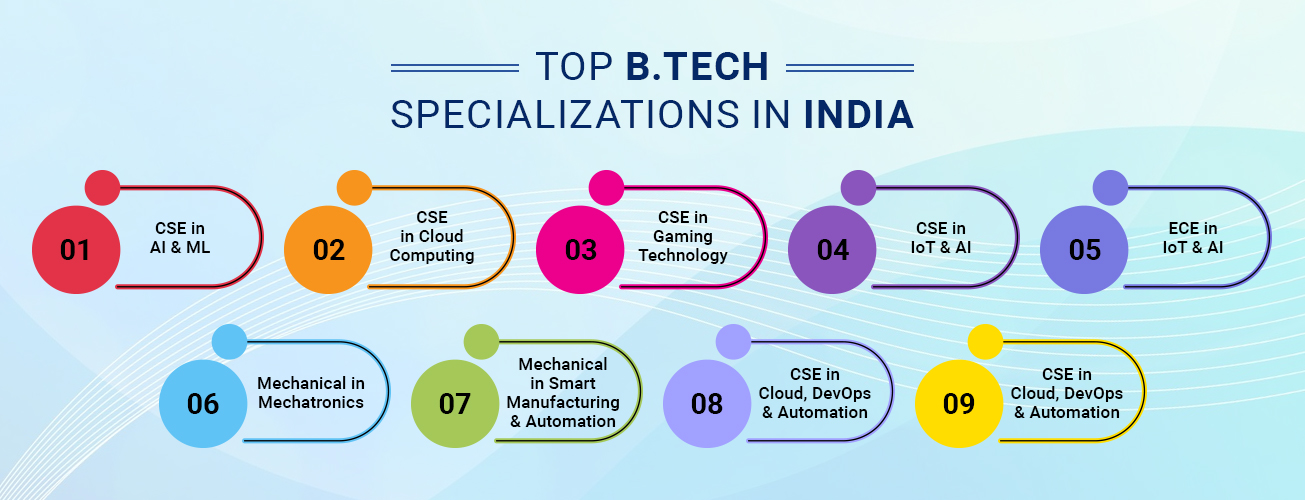 TOP B.TECH
SPECIALIZATIONS IN INDIA
01
CSE in
AI & ML
02
CSE
in Cloud
Computing
03
CSE in
Gaming
Technology
04
CSE in
IoT & AI
05
ECE in
IoT & AI
06
Mechanical in
Mechatronics
07
Mechanical
in Smart
Manufacturing
& Automation
08
CSE in
Cloud, DevOps
& Automation
09
CSE in
Cloud, DevOps
& Automation